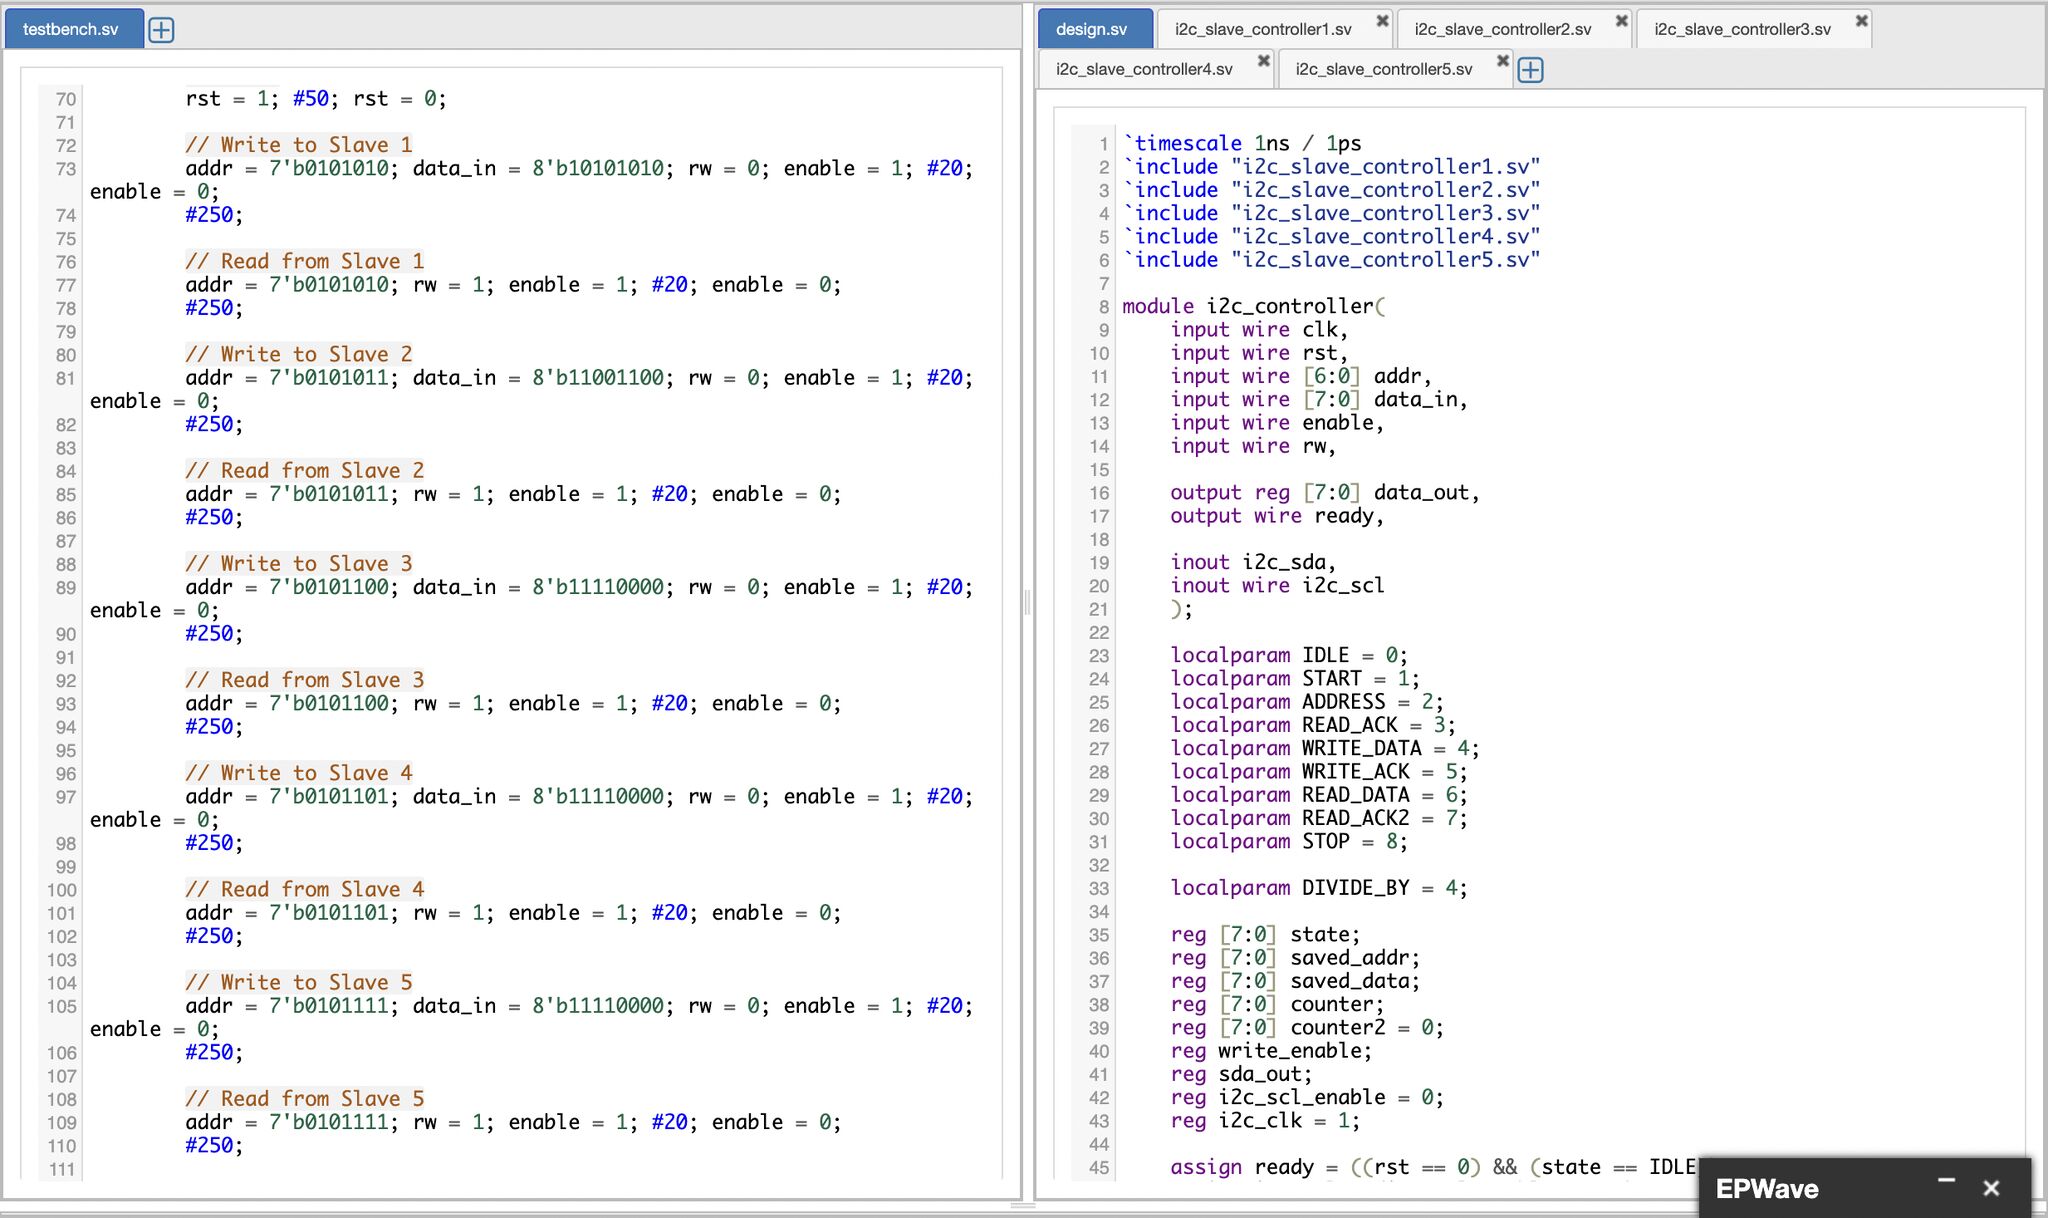 testbench.sv
70 rst = 1; #50; rst = 0;
71
72 // Write to Slave 1
73 addr = 7'b0101010; data_in = 8'b10101010; rw = 0; enable = 1; #20;
enable = 0;
74 #250;
75
76 // Read from Slave 1
77 addr = 7'b0101010; rw = 1; enable = 1; #20; enable = 0;
78 #250;
79
80 // Write to Slave 2
81 addr = 7'b0101011; data_in = 8'b11001100; rw = 0; enable = 1; #20;
enable = 0;
82 #250;
83
84 // Read from Slave 2
85 addr = 7'b0101011; rw = 1; enable = 1; #20; enable = 0;
86 #250;
87
88 // Write to Slave 3
89 addr = 7'b0101100; data_in = 8'b11110000; rw = 0; enable = 1; #20;
enable = 0;
90 #250;
91
92 // Read from Slave 3
93 addr = 7'b0101100; rw = 1; enable = 1; #20; enable = 0;
94 #250;
95
96 // Write to Slave 4
97 addr = 7'b0101101; data_in = 8'b11110000; rw = 0; enable = 1; #20;
enable = 0;
98 #250;
99
100 // Read from Slave 4
101 addr = 7'b0101101; rw = 1; enable = 1; #20; enable = 0;
102 #250;
103
104 // Write to Slave 5
105 addr = 7'b0101111; data_in = 8'b11110000; rw = 0; enable = 1; #20;
enable = 0;
106 #250;
107
108 // Read from Slave 5
109 addr = 7'b0101111; rw = 1; enable = 1; #20; enable = 0;
110 #250;
111
design.sv i2c_slave_controller1.sv i2c_slave_controller2.sv i2c_slave_controller3.sv
i2c_slave_controller4.sv i2c_slave_controller5.sv
1 `timescale 1ns / 1ps
2 `include "i2c_slave_controller1.sv"
3 `include "i2c_slave_controller2.sv"
4 `include "i2c_slave_controller3.sv"
5 `include "i2c_slave_controller4.sv"
6 `include "i2c_slave_controller5.sv"
7
8 module i2c_controller(
9 input wire clk,
10 input wire rst,
11 input wire [6:0] addr,
12 input wire [7:0] data_in,
13 input wire enable,
14 input wire rw,
15
16 output reg [7:0] data_out,
17 output wire ready,
18
19 inout i2c_sda,
20 inout wire i2c_scl
21 );
22
23 localparam IDLE = 0;
24 localparam START = 1;
25 localparam ADDRESS = 2;
26 localparam READ_ACK = 3;
27 localparam WRITE_DATA = 4;
28 localparam WRITE_ACK = 5;
29 localparam READ_DATA = 6;
30 localparam READ_ACK2 = 7;
31 localparam STOP = 8;
32
33 localparam DIVIDE_BY = 4;
34
35 reg [7:0] state;
36 reg [7:0] saved_addr;
37 reg [7:0] saved_data;
38 reg [7:0] counter;
39 reg [7:0] counter2 = 0;
40 reg write_enable;
41 reg sda_out;
42 reg i2c_scl_enable = 0;
43 reg i2c_clk = 1;
44
45 assign ready = ((rst == 0) && (state == IDLE
EPWave